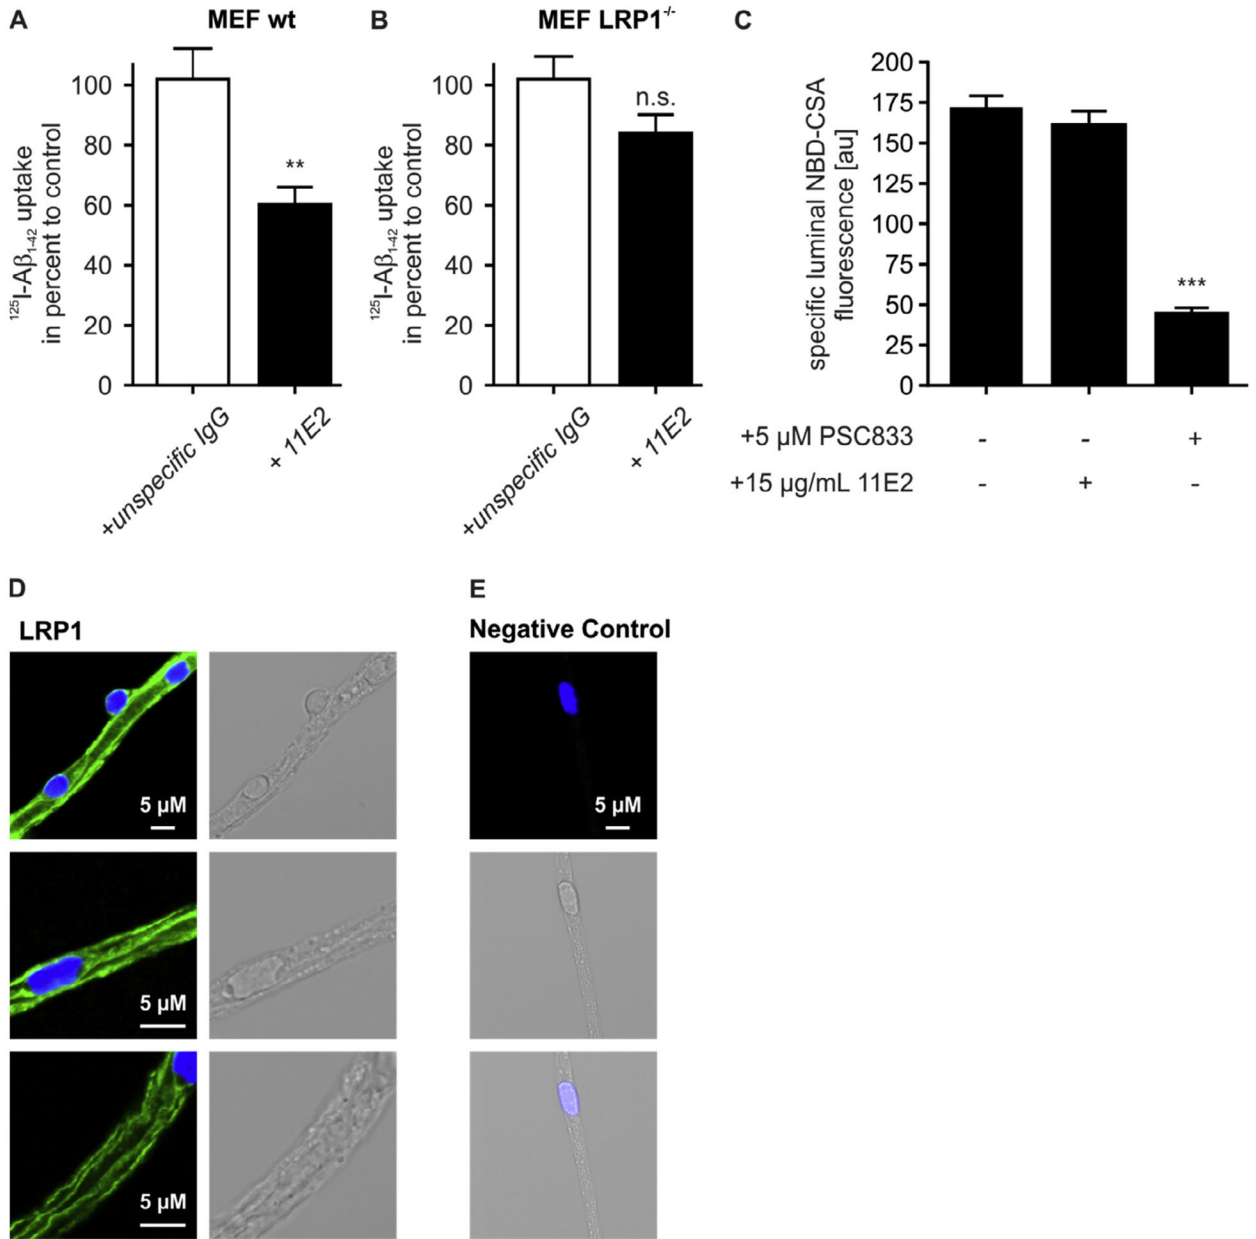 A
MEF wt
¹²⁵I-Aβ₁₋₄₂ uptake
in percent to control
100
80
60
40
20
0
**
+unspecific IgG
+ 11E2
B
MEF LRP1⁻/⁻
¹²⁵I-Aβ₁₋₄₂ uptake
in percent to control
100
80
60
40
20
0
n.s.
+unspecific IgG
+ 11E2
C
specific luminal NBD-CSA
fluorescence [au]
200
175
150
125
100
75
50
25
0
***
+5 µM PSC833 - - +
+15 µg/mL 11E2 - + -
D
LRP1
5 µM
5 µM
5 µM
E
Negative Control
5 µM